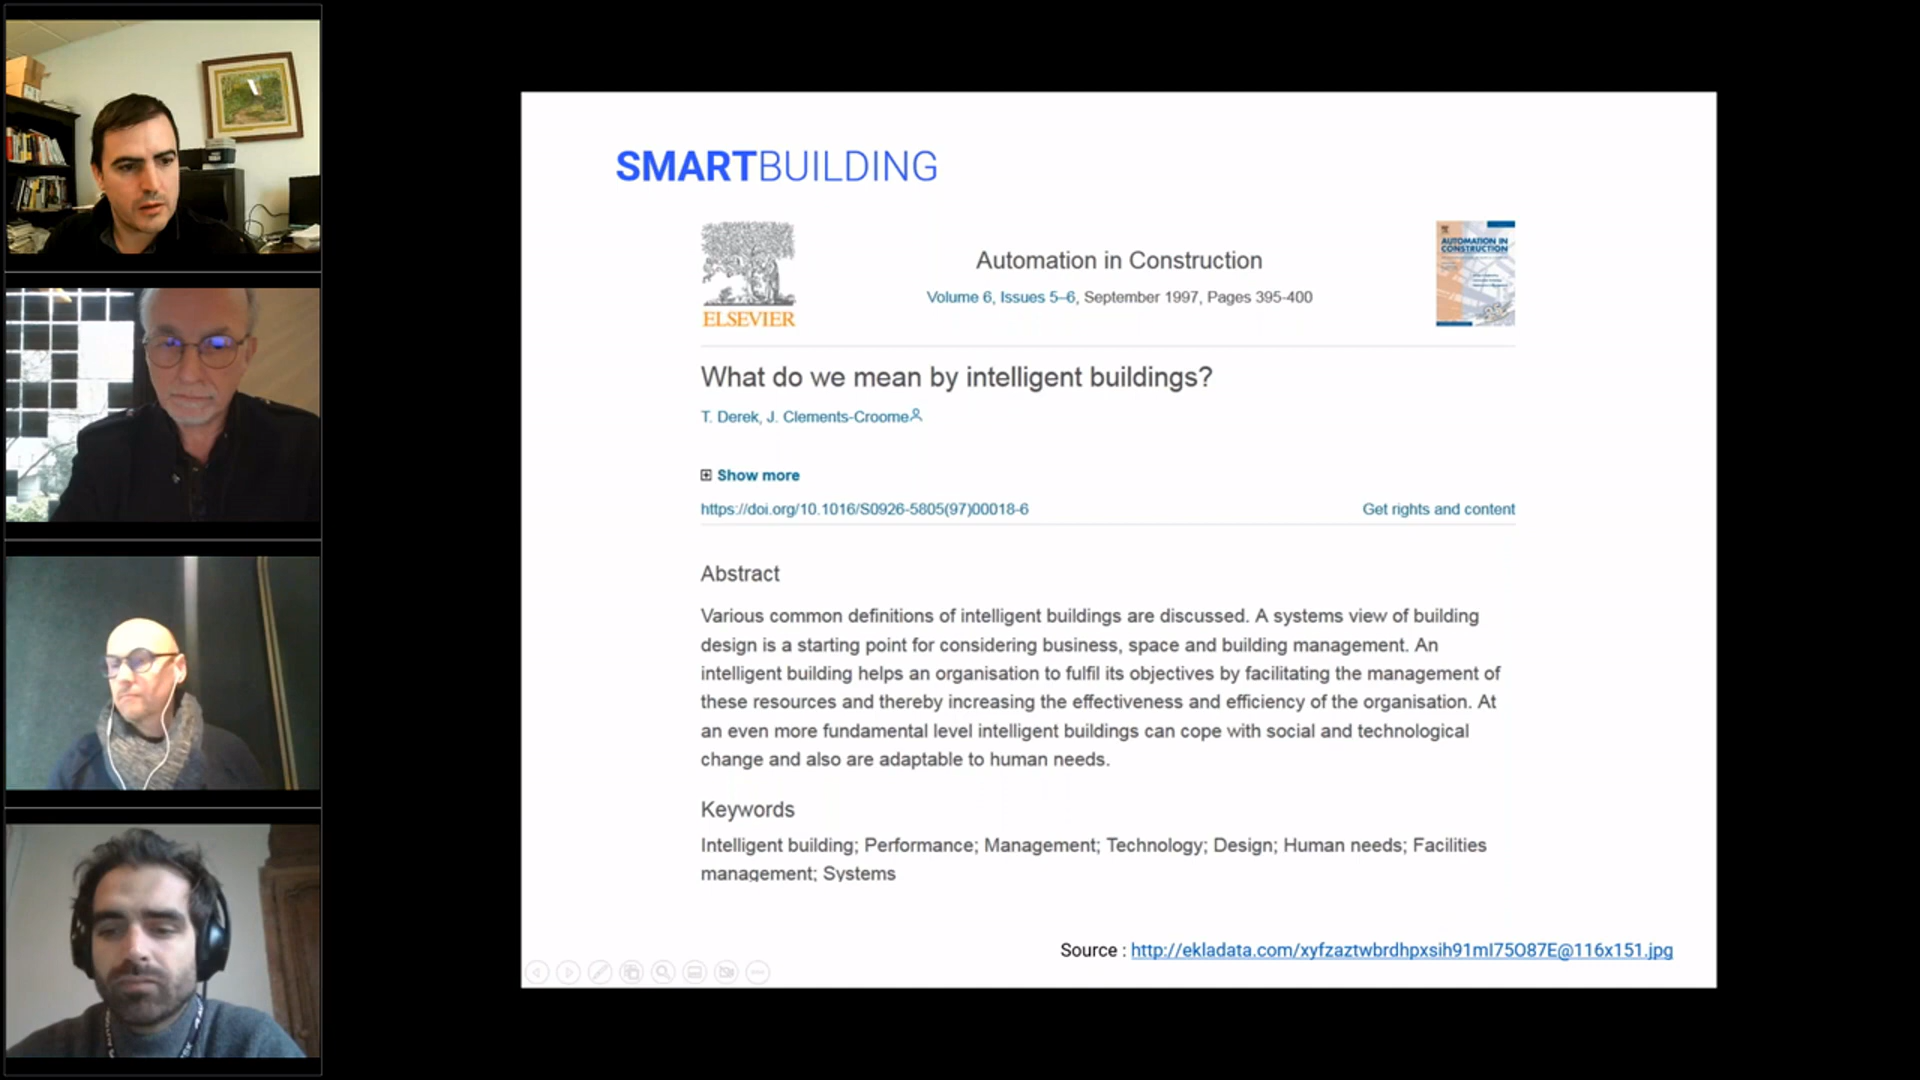 SMARTBUILDING
ELSEVIER
Automation in Construction
Volume 6, Issues 5–6, September 1997, Pages 395-400
AUTOMATION IN
CONSTRUCTION
What do we mean by intelligent buildings?
T. Derek, J. Clements-Croome
Show more
https://doi.org/10.1016/S0926-5805(97)00018-6
Get rights and content
Abstract
Various common definitions of intelligent buildings are discussed. A systems view of building
design is a starting point for considering business, space and building management. An
intelligent building helps an organisation to fulfil its objectives by facilitating the management of
these resources and thereby increasing the effectiveness and efficiency of the organisation. At
an even more fundamental level intelligent buildings can cope with social and technological
change and also are adaptable to human needs.
Keywords
Intelligent building; Performance; Management; Technology; Design; Human needs; Facilities
management; Systems
Source : http://ekladata.com/xyfzaztwbrdhpxsih91mI75O87E@116x151.jpg